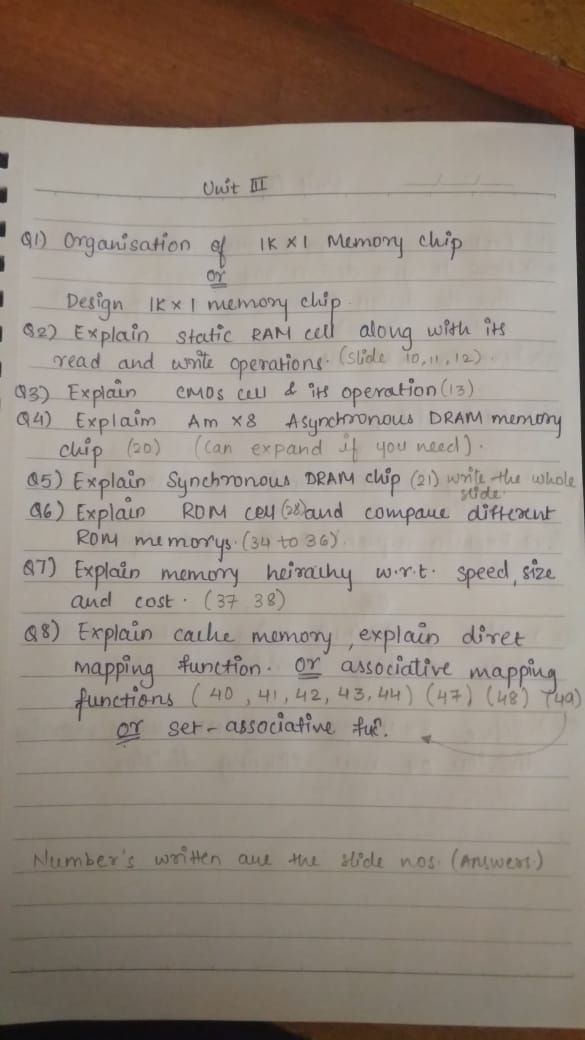 Unit III
Q1) Organisation of 1K X 1 Memory chip
or
Design 1K x 1 memory chip.
Q2) Explain static RAM cell along with its
read and write operations. (slide 10, 11, 12).
Q3) Explain CMOS cell & its operation (13)
Q4) Explaim Am x8 Asynchronous DRAM memory
chip (20) (Can expand if you need).
Q5) Explain Synchronous DRAM chip (21) write the whole
slide.
Q6) Explain ROM cell (28) and compare different
ROM memorys. (34 to 36).
Q7) Explain memory heirachy w.r.t. speed, size
and cost. (37 38)
Q8) Explain cache memory, explain diret
mapping function. or associative mapping
functions (40, 41, 42, 43, 44) (47) (48) (49)
or set-associative fuc.
Number's written are the slide nos. (Answers)